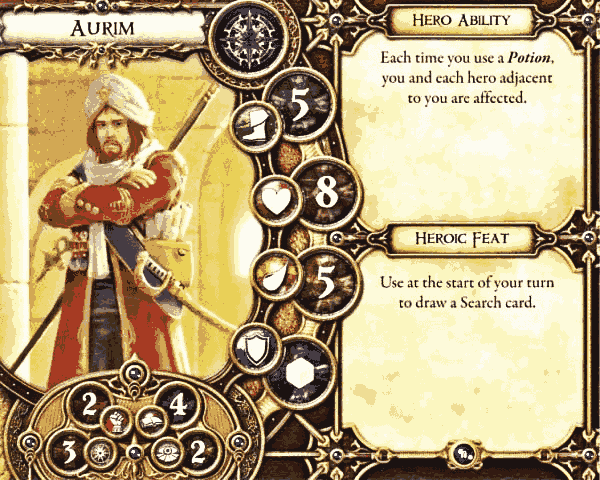 AURIM
HERO ABILITY
Each time you use a Potion,
you and each hero adjacent
to you are affected.
5
8
HEROIC FEAT
Use at the start of your turn
to draw a Search card.
5
2
4
3
2